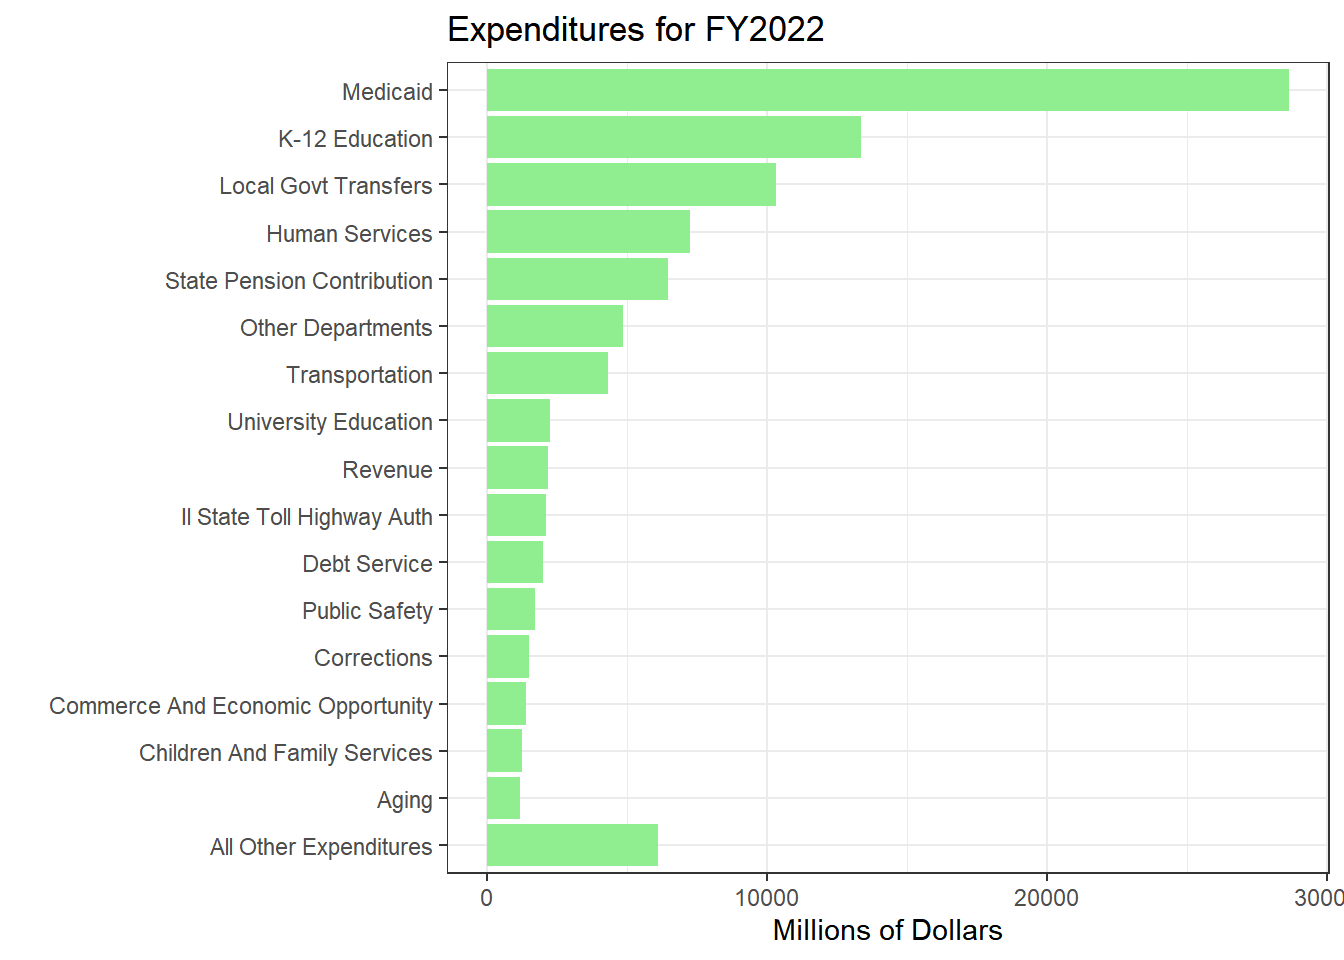 Expenditures for FY2022
Medicaid
K-12 Education
Local Govt Transfers
Human Services
State Pension Contribution
Other Departments
Transportation
University Education
Revenue
Il State Toll Highway Auth
Debt Service
Public Safety
Corrections
Commerce And Economic Opportunity
Children And Family Services
Aging
All Other Expenditures
0 10000 20000 3000
Millions of Dollars